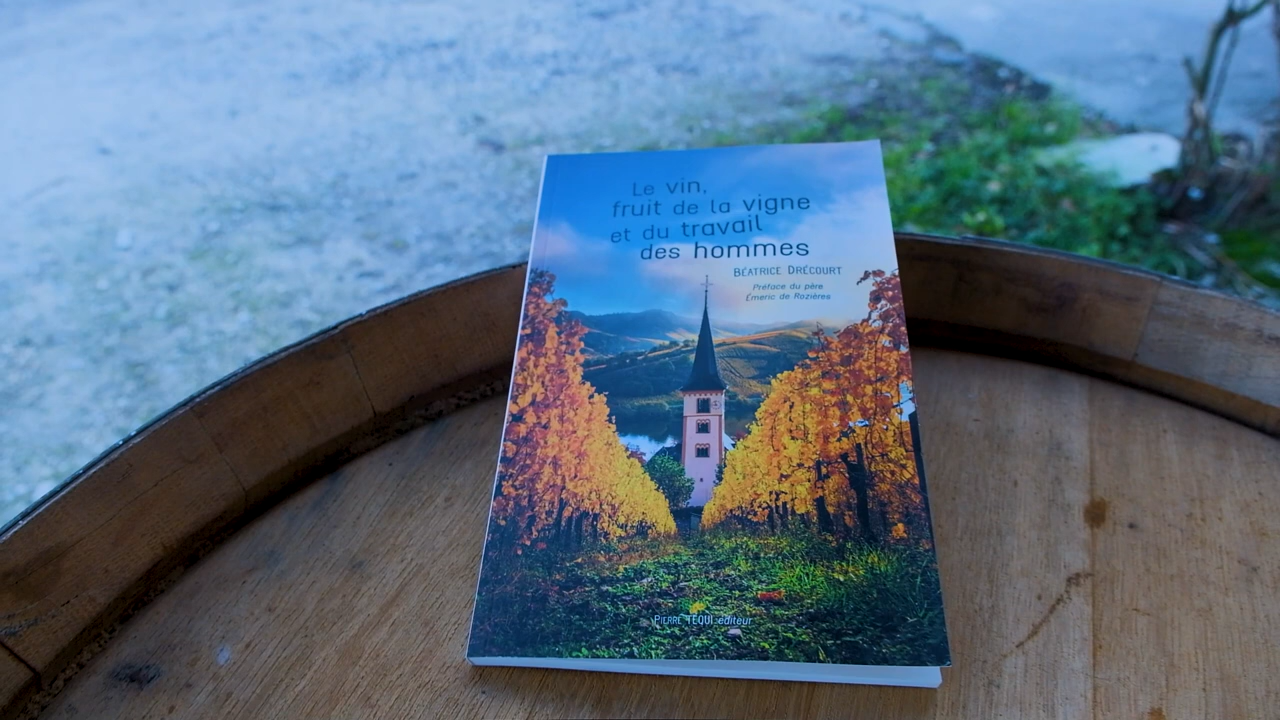 Le vin,
fruit de la vigne
et du travail
des hommes
BÉATRICE DRÉCOURT
Préface du père
Émeric de Rozières
PIERRE TÉQUI éditeur